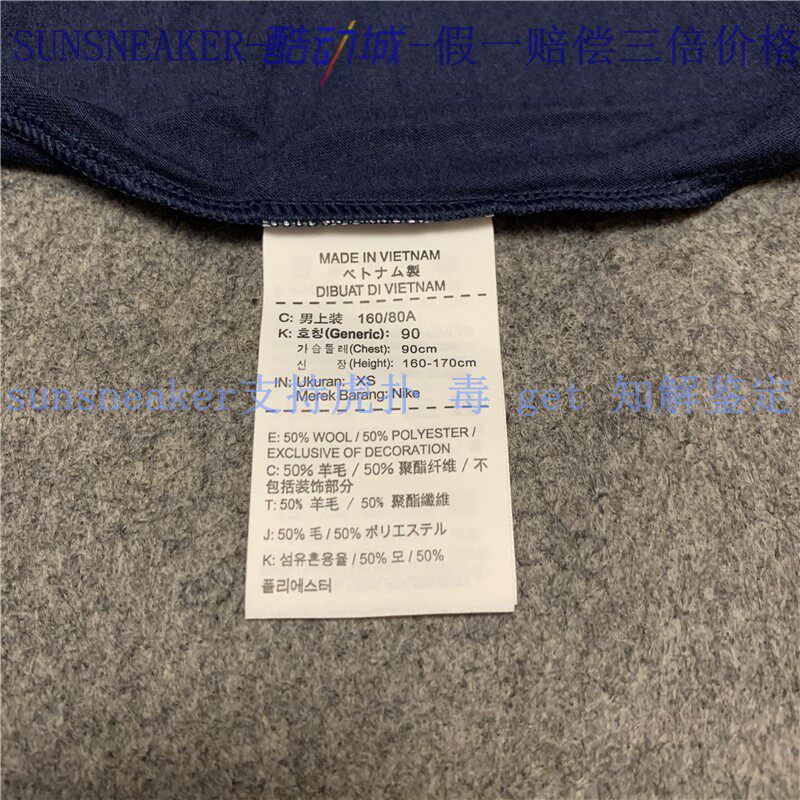 SUNSNEAKER-酷动城-假一赔偿三倍价格
MADE IN VIETNAM
ベトナム製
DIBUAT DI VIETNAM
C: 男上装 160/80A
K: 호칭(Generic): 90
가슴둘레(Chest): 90cm
신 장(Height): 160-170cm
IN: Ukuran: XS
Merek Barang: Nike
sunsneaker支持虎扑 毒 get 知解鉴定
E: 50% WOOL / 50% POLYESTER /
EXCLUSIVE OF DECORATION
C: 50% 羊毛 / 50% 聚酯纤维 / 不
包括装饰部分
T: 50% 羊毛 / 50% 聚酯纖維
J: 50% 毛 / 50% ポリエステル
K: 섬유혼용율 / 50% 모 / 50%
폴리에스터